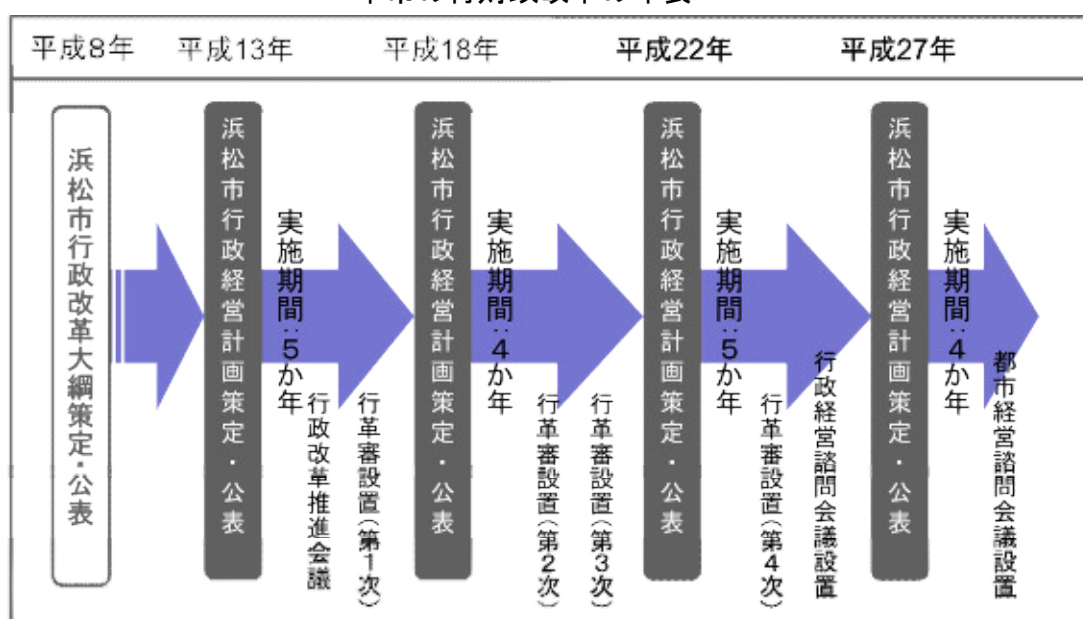 平成8年
平成13年
平成18年
平成22年
平成27年
浜松市行政改革大綱策定・公表
浜松市行政経営計画策定・公表
実施期間:5か年
行政改革推進会議
行革審設置(第1次)
浜松市行政経営計画策定・公表
実施期間:4か年
行革審設置(第2次)
行革審設置(第3次)
浜松市行政経営計画策定・公表
実施期間:5か年
行革審設置(第4次)
行政経営諮問会議設置
浜松市行政経営計画策定・公表
実施期間:4か年
都市経営諮問会議設置